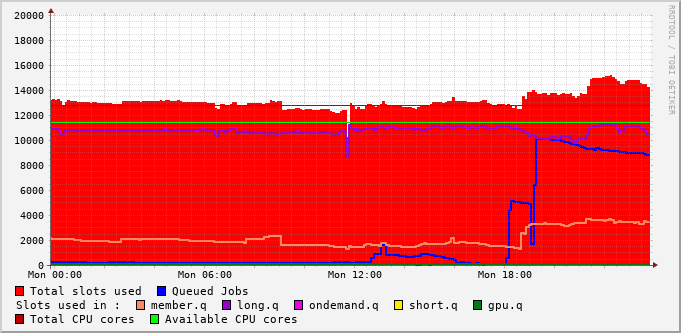 20000
18000
16000
14000
12000
10000
8000
6000
4000
2000
0
Mon 00:00 Mon 06:00 Mon 12:00 Mon 18:00
Total slots used Queued Jobs
Slots used in : member.q long.q ondemand.q short.q gpu.q
Total CPU cores Available CPU cores
RRDTOOL / TOBI OETIKER